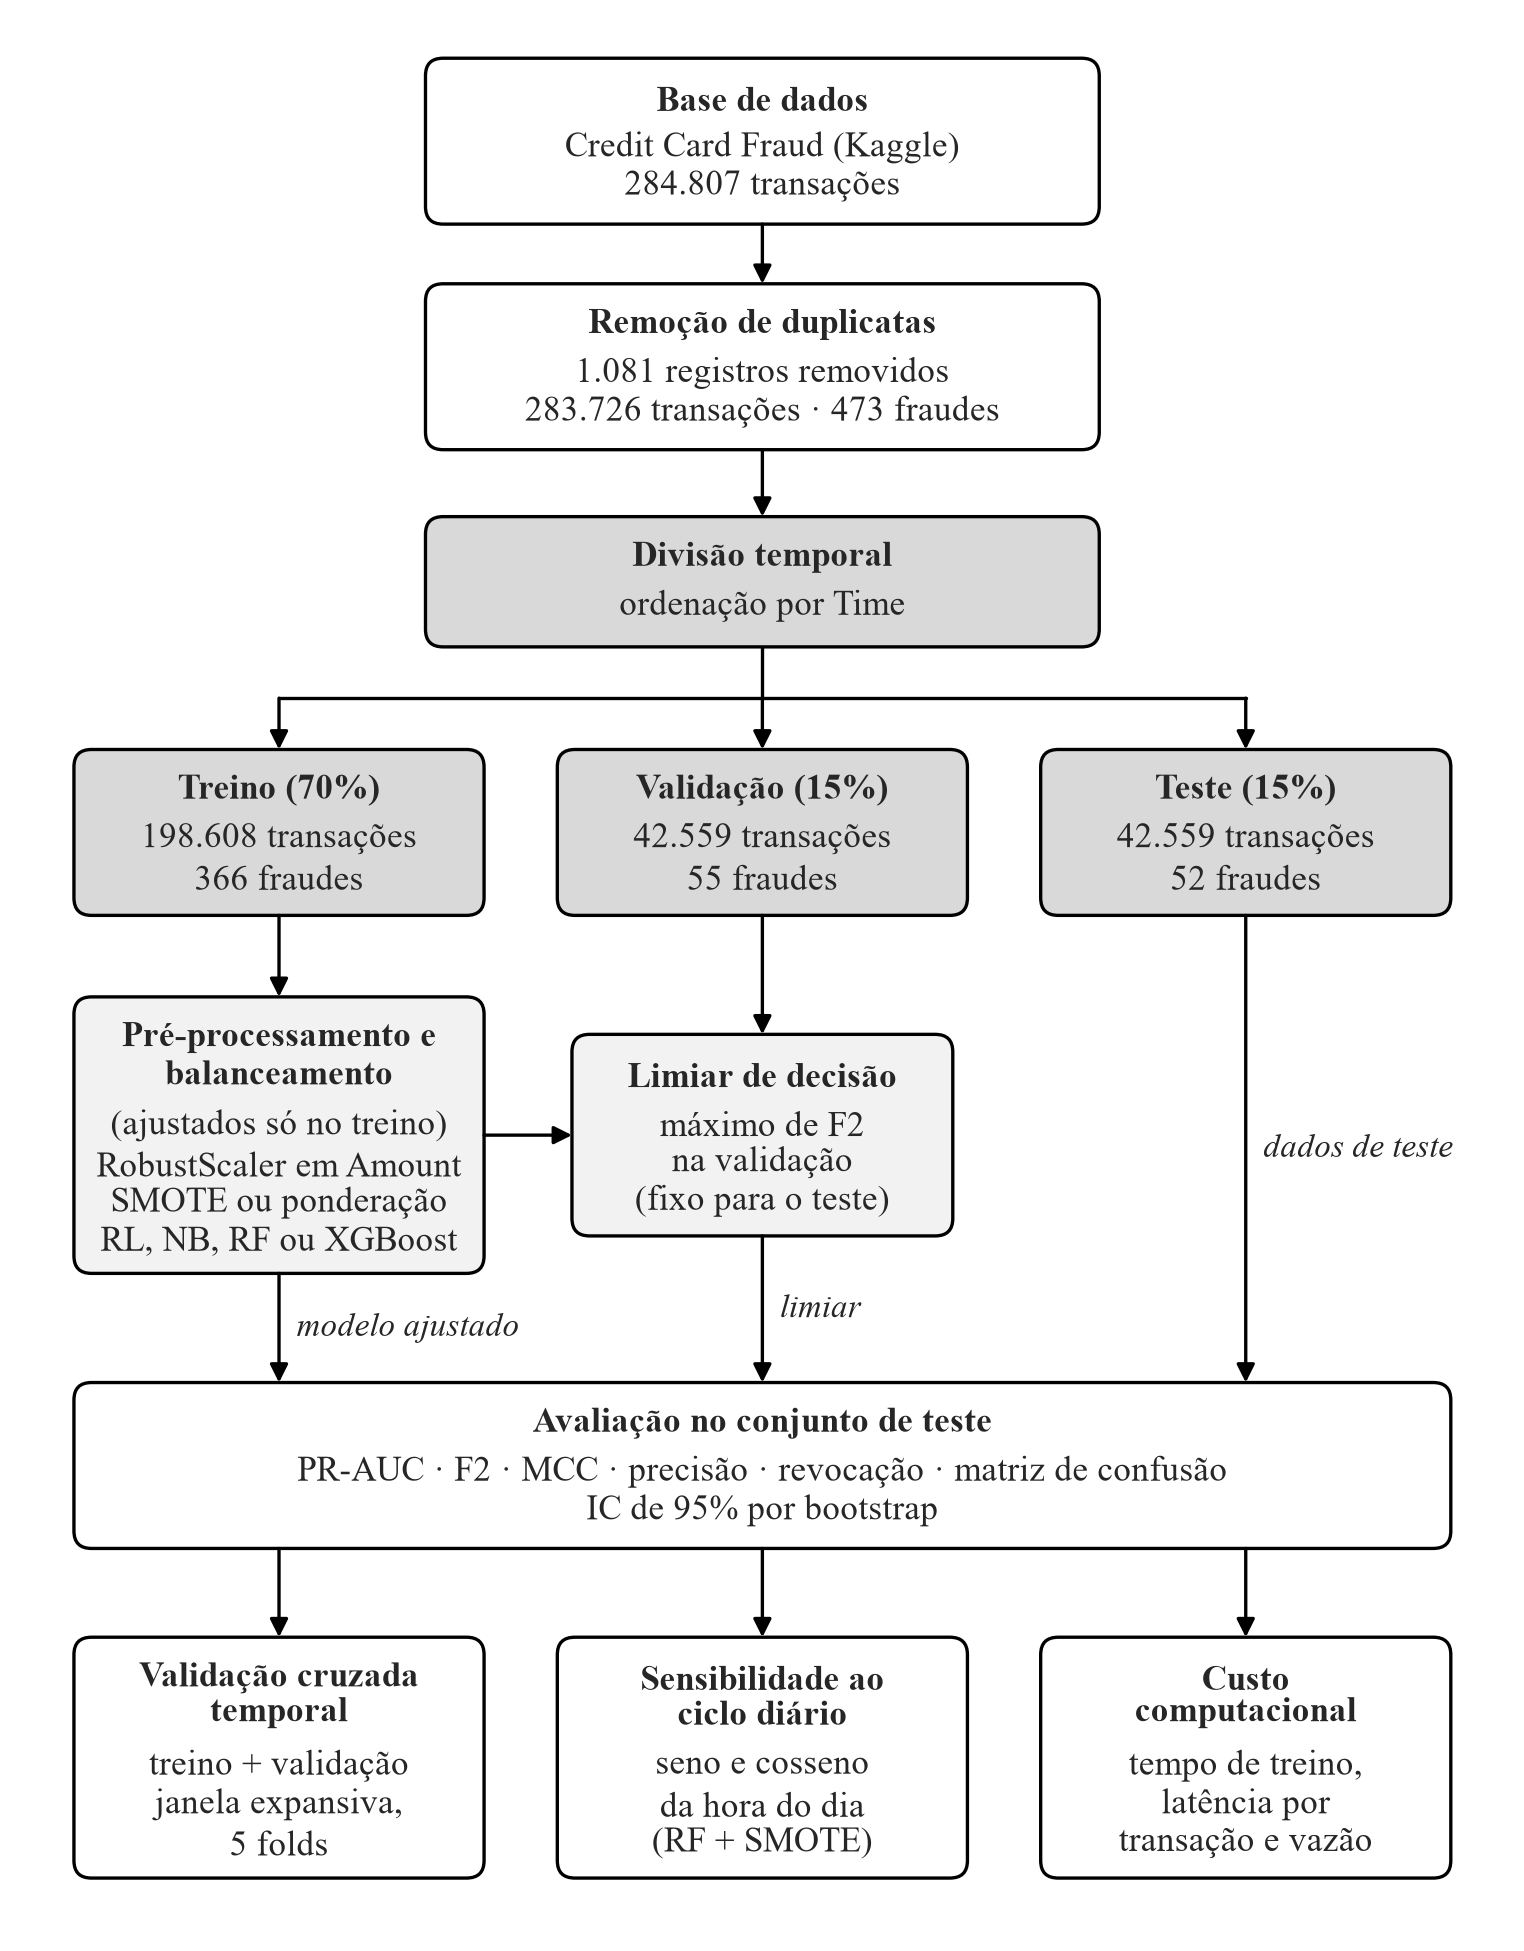 Base de dados
Credit Card Fraud (Kaggle)
284.807 transações
Remoção de duplicatas
1.081 registros removidos
283.726 transações · 473 fraudes
Divisão temporal
ordenação por Time
Treino (70%)
198.608 transações
366 fraudes
Validação (15%)
42.559 transações
55 fraudes
Teste (15%)
42.559 transações
52 fraudes
Pré-processamento e
balanceamento
(ajustados só no treino)
RobustScaler em Amount
SMOTE ou ponderação
RL, NB, RF ou XGBoost
Limiar de decisão
máximo de F2
na validação
(fixo para o teste)
dados de teste
modelo ajustado
limiar
Avaliação no conjunto de teste
PR-AUC · F2 · MCC · precisão · revocação · matriz de confusão
IC de 95% por bootstrap
Validação cruzada
temporal
treino + validação
janela expansiva,
5 folds
Sensibilidade ao
ciclo diário
seno e cosseno
da hora do dia
(RF + SMOTE)
Custo
computacional
tempo de treino,
latência por
transação e vazão